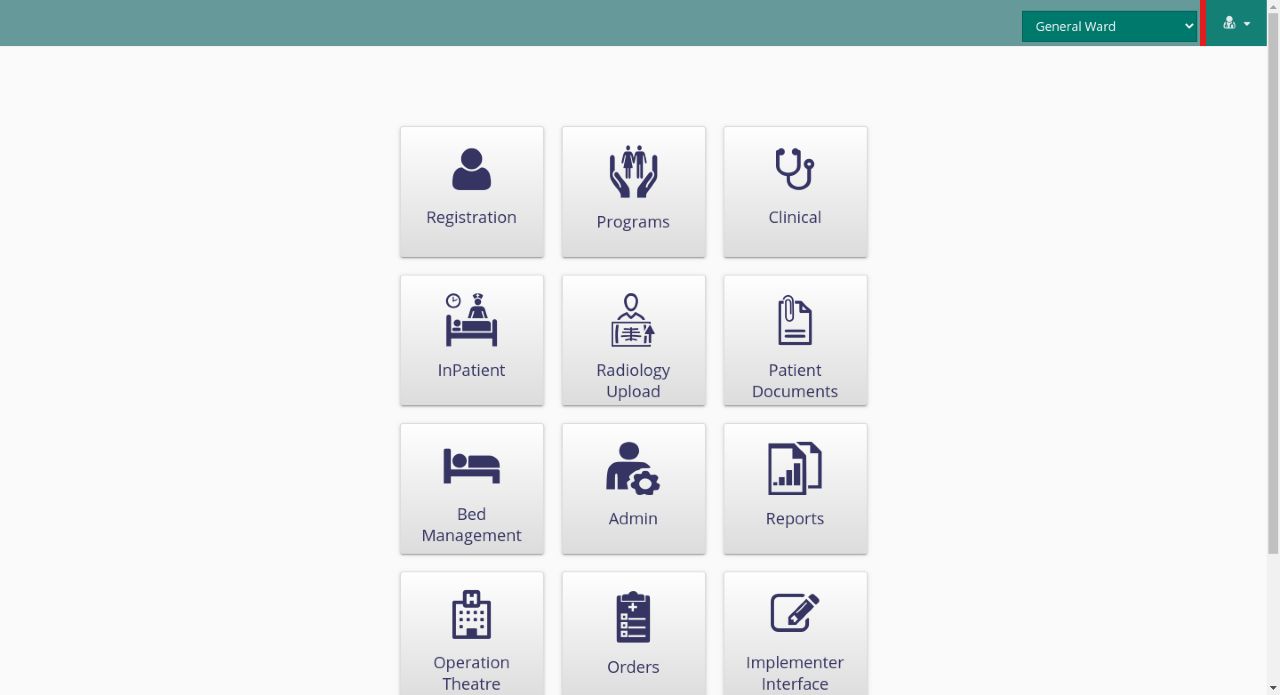 General Ward
Registration
Programs
Clinical
InPatient
Radiology
Upload
Patient
Documents
Bed
Management
Admin
Reports
Operation
Theatre
Orders
Implementer
Interface